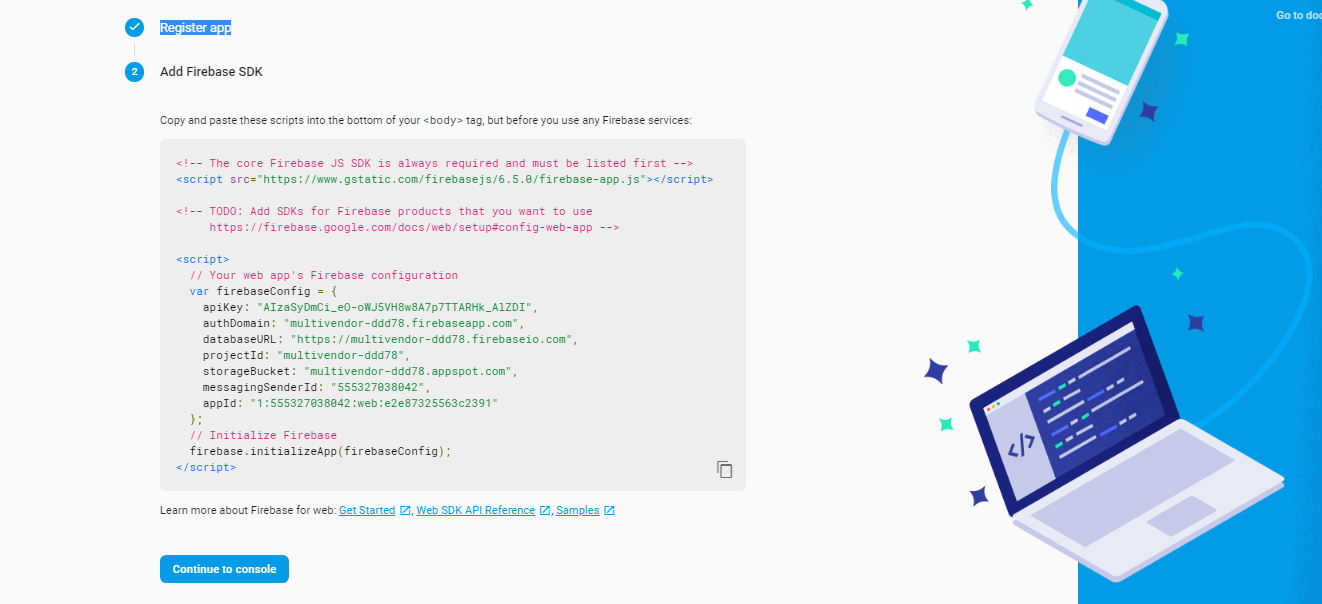 Register app
Go to doc
2
Add Firebase SDK
Copy and paste these scripts into the bottom of your <body> tag, but before you use any Firebase services:
<!-- The core Firebase JS SDK is always required and must be listed first -->
<script src="https://www.gstatic.com/firebasejs/6.5.0/firebase-app.js"></script>
<!-- TODO: Add SDKs for Firebase products that you want to use
https://firebase.google.com/docs/web/setup#config-web-app -->
<script>
// Your web app's Firebase configuration
var firebaseConfig = {
apiKey: "AIzaSyDmCi_eO-oWJ5VH8w8A7p7TTARHk_AlZDI",
authDomain: "multivendor-ddd78.firebaseapp.com",
databaseURL: "https://multivendor-ddd78.firebaseio.com",
projectId: "multivendor-ddd78",
storageBucket: "multivendor-ddd78.appspot.com",
messagingSenderId: "555327038042",
appId: "1:555327038042:web:e2e87325563c2391"
};
// Initialize Firebase
firebase.initializeApp(firebaseConfig);
</script>
Learn more about Firebase for web: Get Started, Web SDK API Reference, Samples
Continue to console
</>